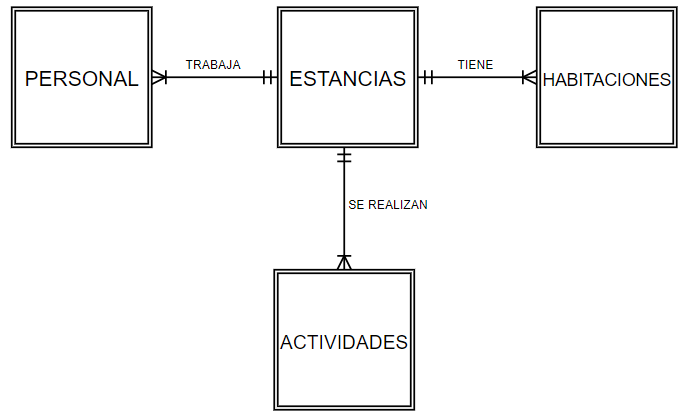 PERSONAL
TRABAJA
ESTANCIAS
TIENE
HABITACIONES
SE REALIZAN
ACTIVIDADES